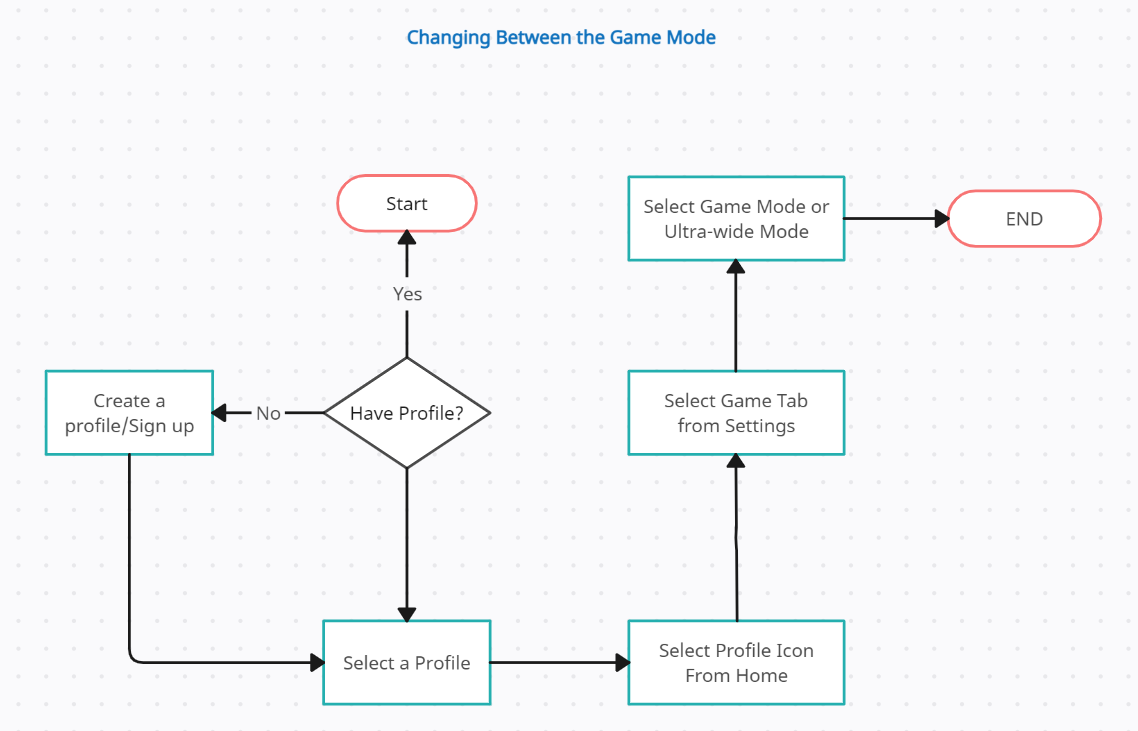 Changing Between the Game Mode
Start
Yes
Have Profile?
No
Create a
profile/Sign up
Select a Profile
Select Profile Icon
From Home
Select Game Tab
from Settings
Select Game Mode or
Ultra-wide Mode
END